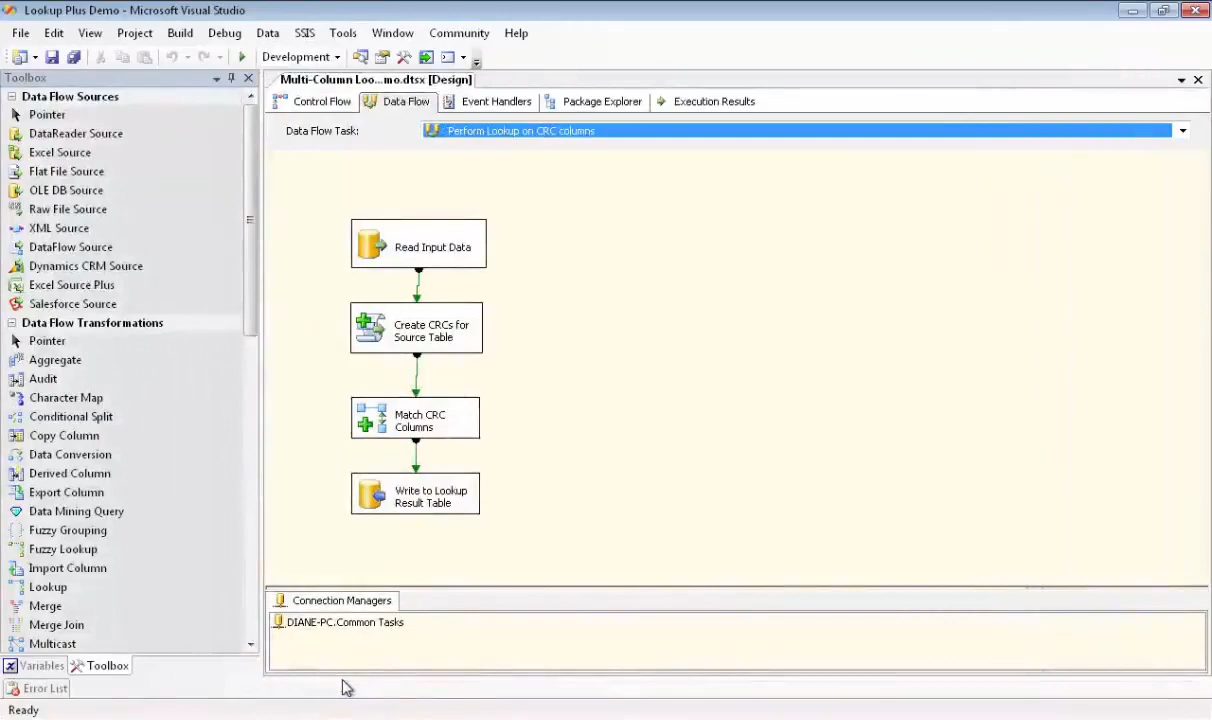 Lookup Plus Demo - Microsoft Visual Studio
File Edit View Project Build Debug Data SSIS Tools Window Community Help
Development
Toolbox
Data Flow Sources
Pointer
DataReader Source
Excel Source
Flat File Source
OLE DB Source
Raw File Source
XML Source
DataFlow Source
Dynamics CRM Source
Excel Source Plus
Salesforce Source
Data Flow Transformations
Pointer
Aggregate
Audit
Character Map
Conditional Split
Copy Column
Data Conversion
Derived Column
Export Column
Data Mining Query
Fuzzy Grouping
Fuzzy Lookup
Import Column
Lookup
Merge
Merge Join
Multicast
Variables Toolbox
Error List
Multi-Column Loo...mo.dtsx [Design]
Control Flow Data Flow Event Handlers Package Explorer Execution Results
Data Flow Task: Perform Lookup on CRC columns
Read Input Data
Create CRCs for
Source Table
Match CRC
Columns
Write to Lookup
Result Table
Connection Managers
DIANE-PC.Common Tasks
Ready